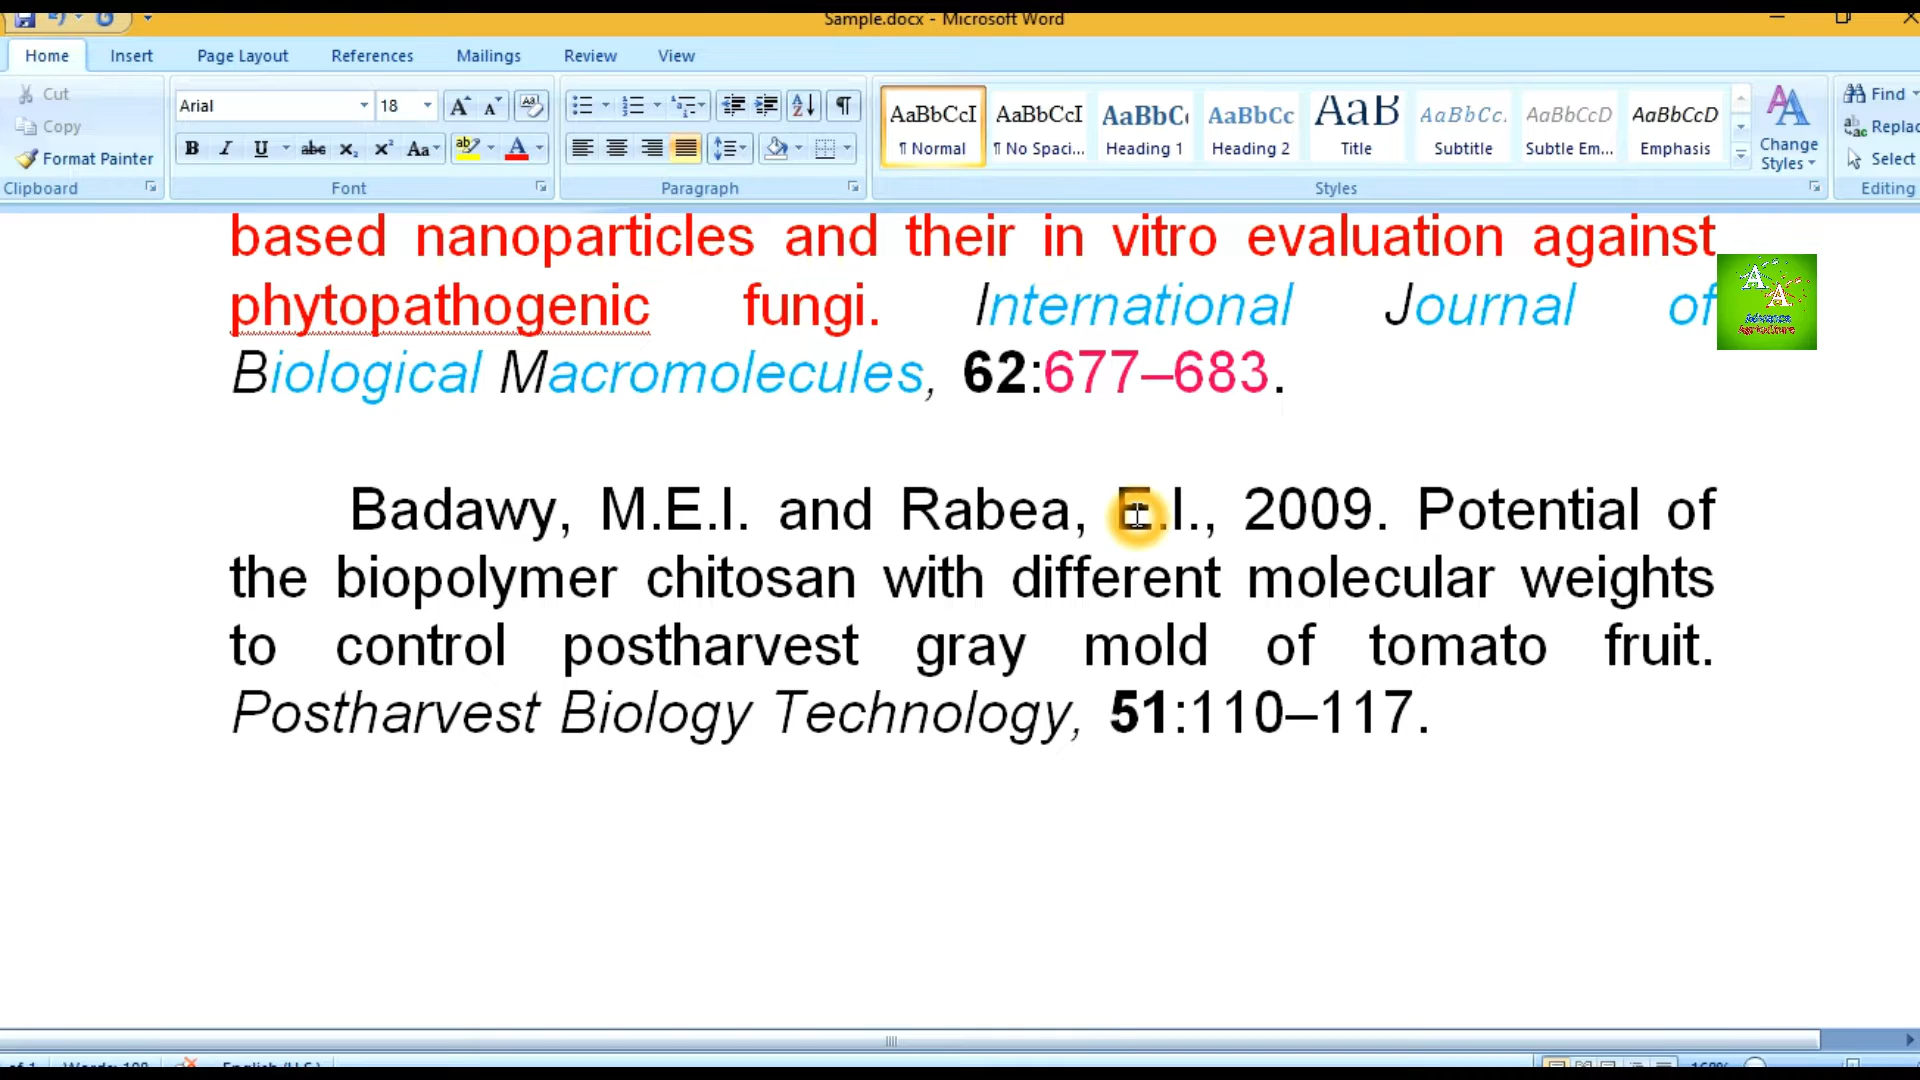 Sample.docx - Microsoft Word
Home Insert Page Layout References Mailings Review View
Cut
Copy
Format Painter
Clipboard
Arial 18
Font
Paragraph
AaBbCcI AaBbCcI AaBbC AaBbCc AaB AaBbCc. AaBbCcD AaBbCcD
¶ Normal ¶ No Spaci... Heading 1 Heading 2 Title Subtitle Subtle Em... Emphasis
Change Styles
Styles
Find
Replac
Select
Editing
based nanoparticles and their in vitro evaluation against
phytopathogenic fungi. International Journal of
Biological Macromolecules, 62:677–683.
Advance
Agriculture
Badawy, M.E.I. and Rabea, E.I., 2009. Potential of
the biopolymer chitosan with different molecular weights
to control postharvest gray mold of tomato fruit.
Postharvest Biology Technology, 51:110–117.